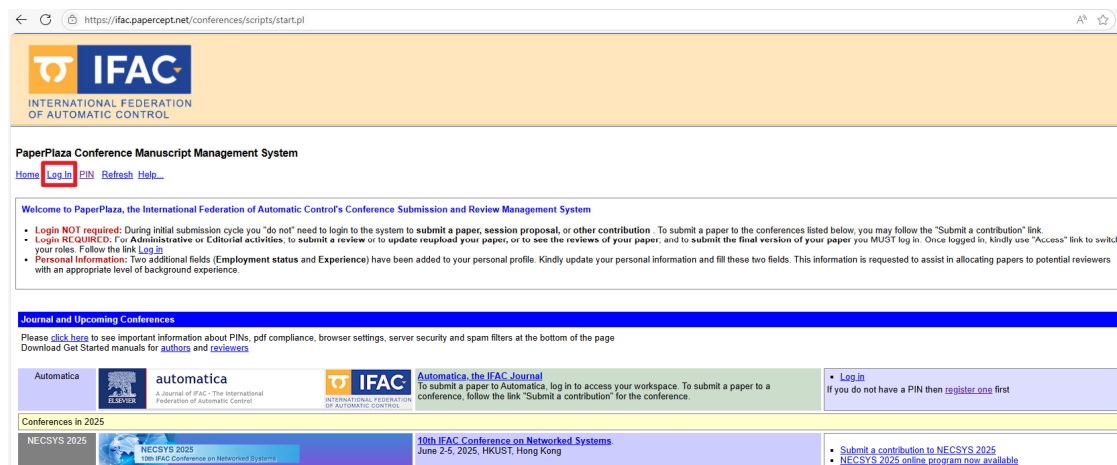 https://ifac.papercept.net/conferences/scripts/start.pl
IFAC
INTERNATIONAL FEDERATION
OF AUTOMATIC CONTROL
PaperPlaza Conference Manuscript Management System
Home Log In PIN Refresh Help...
Welcome to PaperPlaza, the International Federation of Automatic Control's Conference Submission and Review Management System
• Login NOT required: During initial submission cycle you "do not" need to login to the system to submit a paper, session proposal, or other contribution . To submit a paper to the conferences listed below, you may follow the "Submit a contribution" link.
• Login REQUIRED: For Administrative or Editorial activities; to submit a review or to update reupload your paper, or to see the reviews of your paper; and to submit the final version of your paper you MUST log in. Once logged in, kindly use "Access" link to switch
your roles. Follow the link Log in
• Personal Information: Two additional fields (Employment status and Experience) have been added to your personal profile. Kindly update your personal information and fill these two fields. This information is requested to assist in allocating papers to potential reviewers
with an appropriate level of background experience.
Journal and Upcoming Conferences
Please click here to see important information about PINs, pdf compliance, browser settings, server security and spam filters at the bottom of the page
Download Get Started manuals for authors and reviewers
Automatica
ELSEVIER
automatica
A Journal of IFAC - The International
Federation of Automatic Control
IFAC
INTERNATIONAL FEDERATION
OF AUTOMATIC CONTROL
Automatica, the IFAC Journal
To submit a paper to Automatica, log in to access your workspace. To submit a paper to a
conference, follow the link "Submit a contribution" for the conference.
• Log in
If you do not have a PIN then register one first
Conferences in 2025
NECSYS 2025
NECSYS 2025
10th IFAC Conference on Networked Systems
10th IFAC Conference on Networked Systems.
June 2-5, 2025, HKUST, Hong Kong
• Submit a contribution to NECSYS 2025
• NECSYS 2025 online program now available